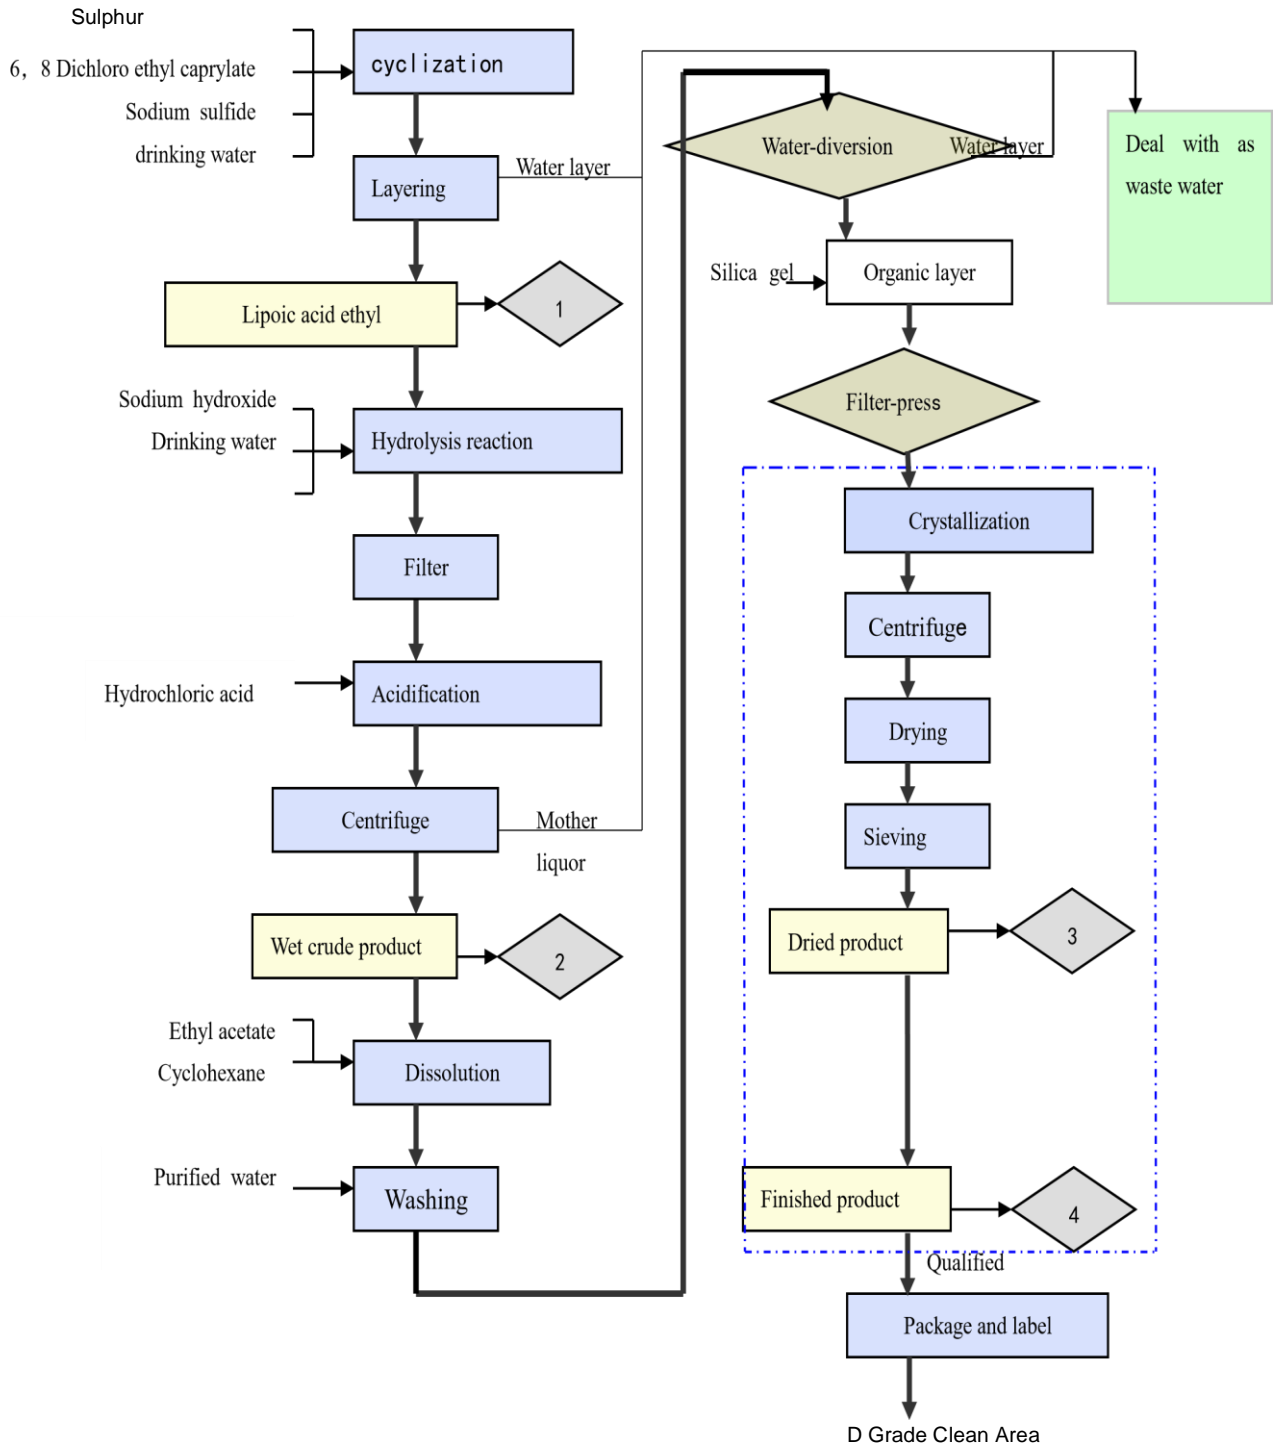 Sulphur
6, 8 Dichloro ethyl caprylate
Sodium sulfide
drinking water
cyclization
Layering
Water layer
Lipoic acid ethyl
1
Sodium hydroxide
Drinking water
Hydrolysis reaction
Filter
Hydrochloric acid
Acidification
Centrifuge
Mother
liquor
Wet crude product
2
Ethyl acetate
Cyclohexane
Dissolution
Purified water
Washing
Water-diversion
Water layer
Deal with as
waste water
Silica gel
Organic layer
Filter-press
Crystallization
Centrifuge
Drying
Sieving
Dried product
3
Finished product
4
Qualified
Package and label
D Grade Clean Area